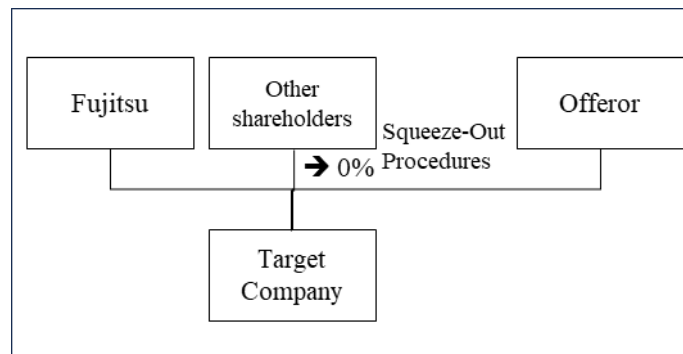 Fujitsu
Other
shareholders
Offeror
Squeeze-Out
Procedures
➔ 0%
Target
Company